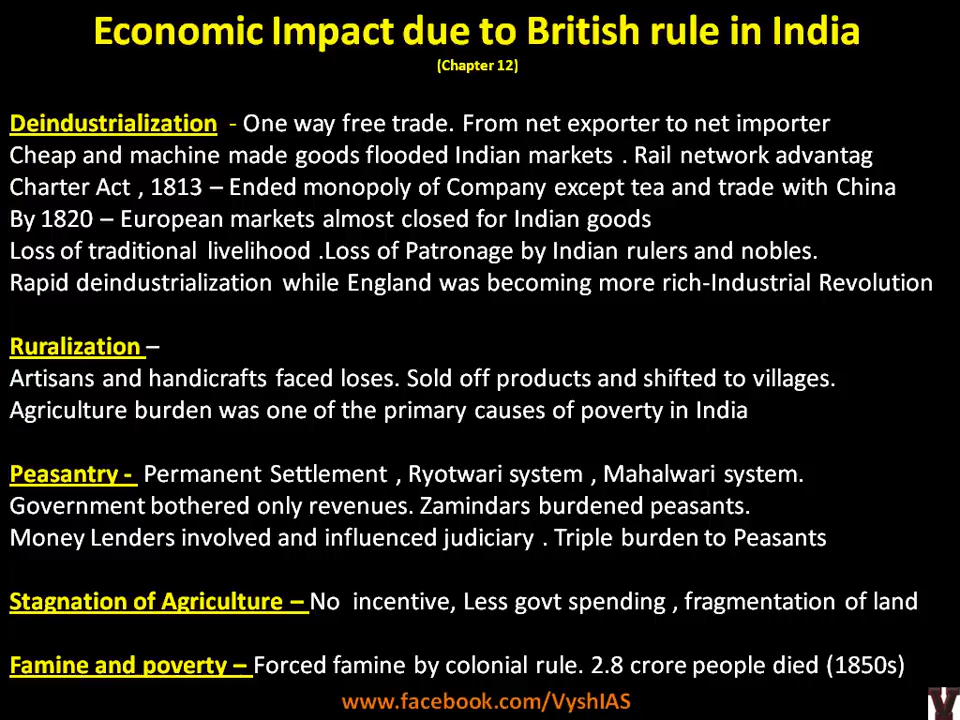 Economic Impact due to British rule in India
(Chapter 12)
Deindustrialization - One way free trade. From net exporter to net importer
Cheap and machine made goods flooded Indian markets . Rail network advantag
Charter Act , 1813 – Ended monopoly of Company except tea and trade with China
By 1820 – European markets almost closed for Indian goods
Loss of traditional livelihood .Loss of Patronage by Indian rulers and nobles.
Rapid deindustrialization while England was becoming more rich-Industrial Revolution
Ruralization –
Artisans and handicrafts faced loses. Sold off products and shifted to villages.
Agriculture burden was one of the primary causes of poverty in India
Peasantry - Permanent Settlement , Ryotwari system , Mahalwari system.
Government bothered only revenues. Zamindars burdened peasants.
Money Lenders involved and influenced judiciary . Triple burden to Peasants
Stagnation of Agriculture – No incentive, Less govt spending , fragmentation of land
Famine and poverty – Forced famine by colonial rule. 2.8 crore people died (1850s)
www.facebook.com/VyshIAS
V